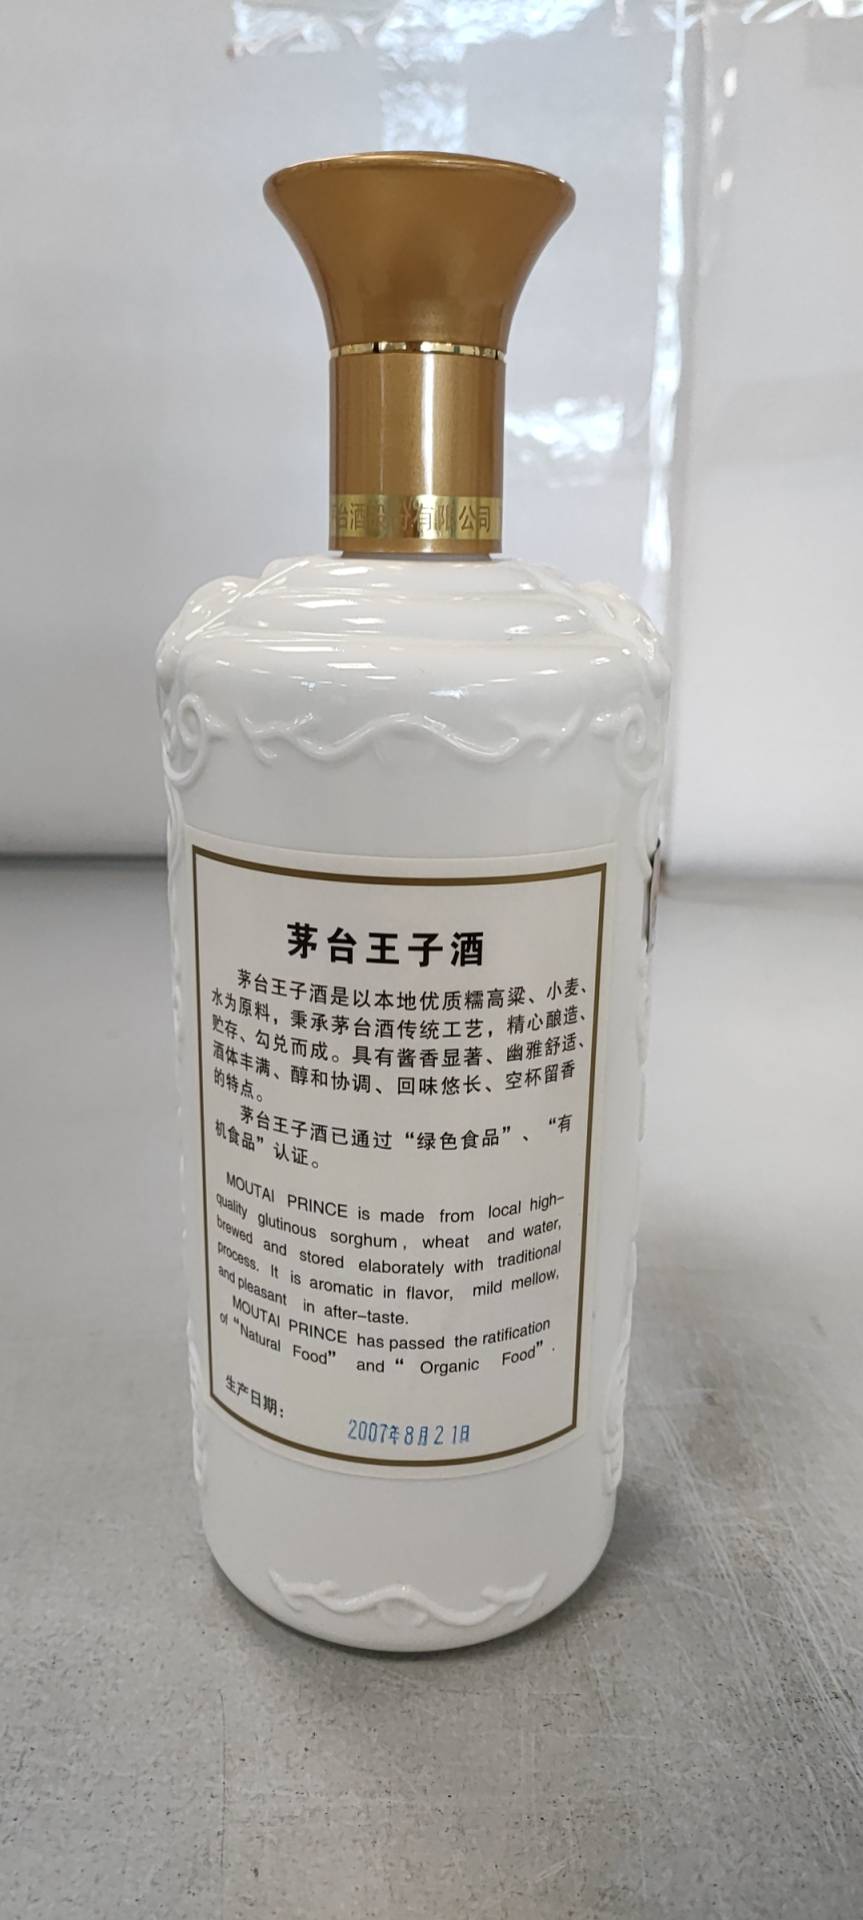 台酒股份有限公司
茅台王子酒
茅台王子酒是以本地优质糯高粱、小麦、
水为原料，秉承茅台酒传统工艺，精心酿造、
贮存、勾兑而成。具有酱香显著、幽雅舒适、
酒体丰满、醇和协调、回味悠长、空杯留香
的特点。
茅台王子酒已通过“绿色食品”、“有
机食品”认证。
MOUTAI PRINCE is made from local high-
quality glutinous sorghum, wheat and water,
brewed and stored elaborately with traditional
process. It is aromatic in flavor, mild mellow,
and pleasant in after-taste.
MOUTAI PRINCE has passed the ratification
of “Natural Food” and “ Organic Food”.
生产日期：
2007年8月21日